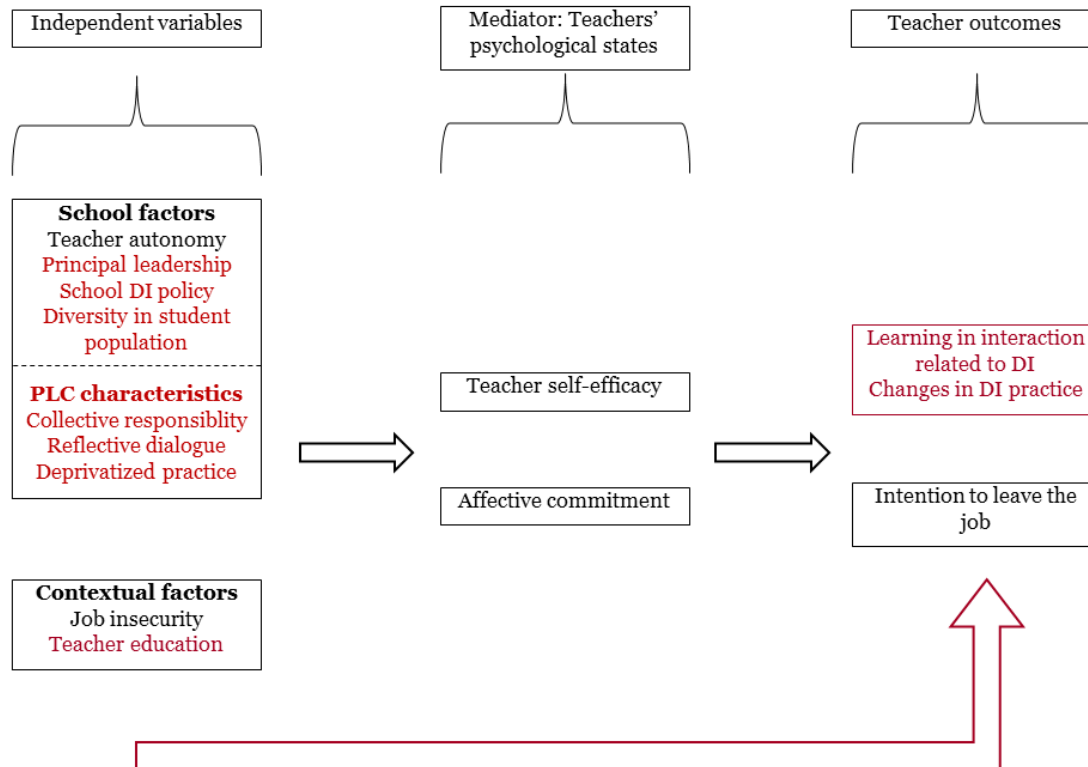 Independent variables
Mediator: Teachers’
psychological states
Teacher outcomes
School factors
Teacher autonomy
Principal leadership
School DI policy
Diversity in student
population
PLC characteristics
Collective responsiblity
Reflective dialogue
Deprivatized practice
Contextual factors
Job insecurity
Teacher education
Teacher self-efficacy
Affective commitment
Learning in interaction
related to DI
Changes in DI practice
Intention to leave the
job